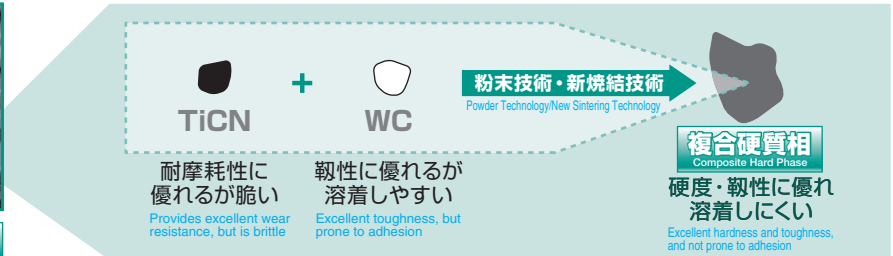 TiCN
+
WC
粉末技術・新焼結技術
Powder Technology/New Sintering Technology
複合硬質相
Composite Hard Phase
耐摩耗性に
優れるが脆い
Provides excellent wear
resistance, but is brittle
靱性に優れるが
溶着しやすい
Excellent toughness, but
prone to adhesion
硬度・靱性に優れ
溶着しにくい
Excellent hardness and toughness,
and not prone to adhesion